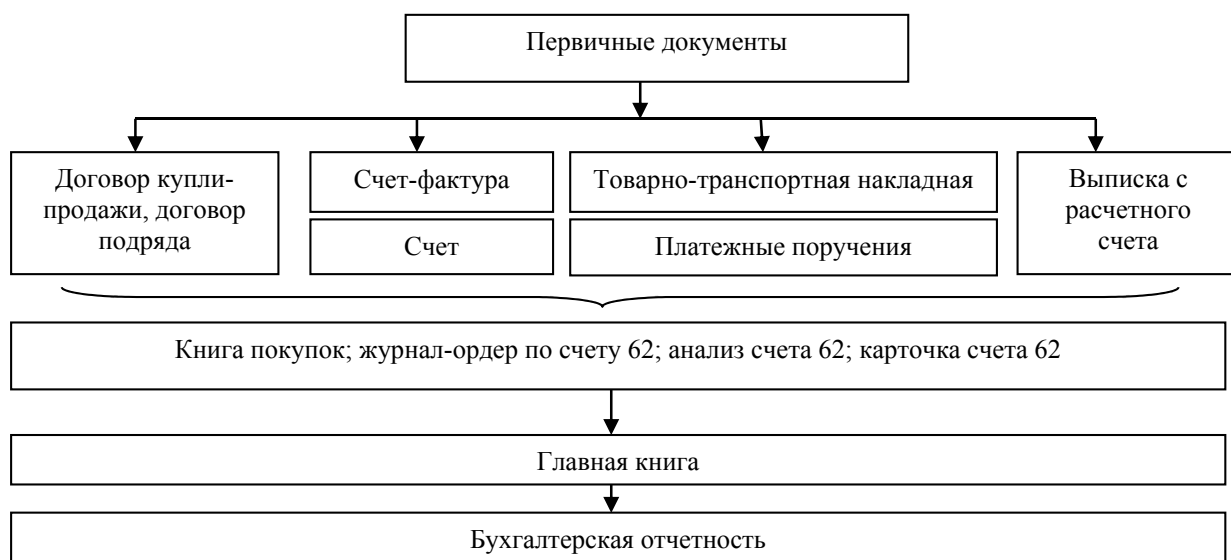 Первичные документы
Договор купли-
продажи, договор
подряда
Счет-фактура
Счет
Товарно-транспортная накладная
Платежные поручения
Выписка с
расчетного
счета
Книга покупок; журнал-ордер по счету 62; анализ счета 62; карточка счета 62
Главная книга
Бухгалтерская отчетность